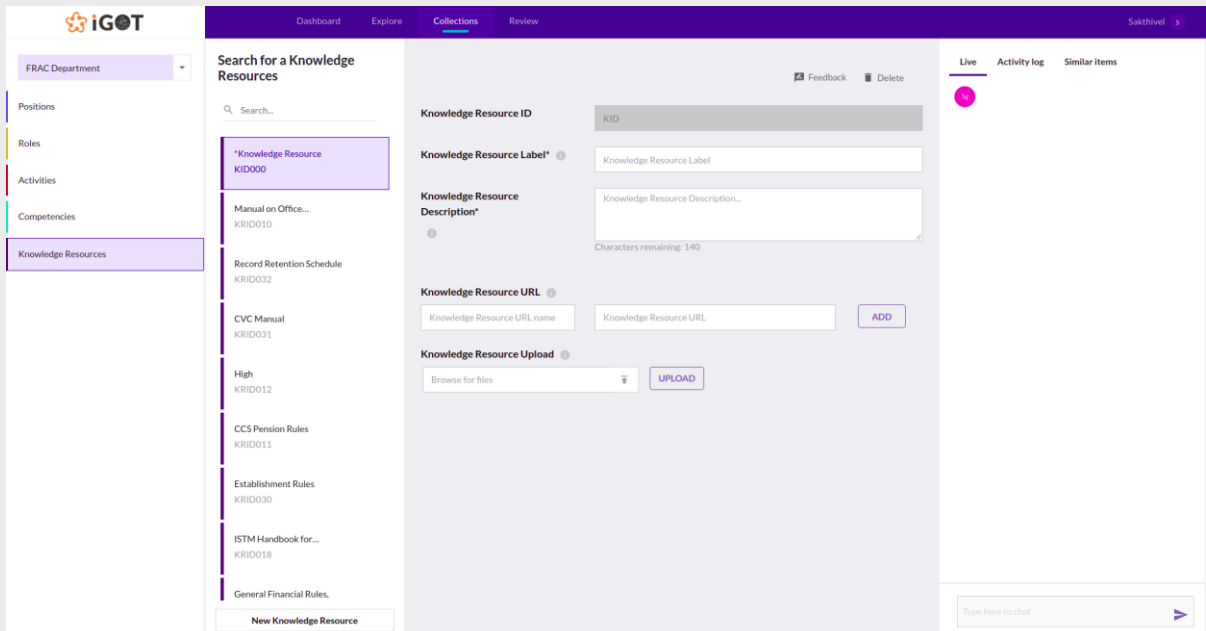 iGOT
Dashboard
Explore
Collections
Review
Sakthivel
s
FRAC Department
Positions
Roles
Activities
Competencies
Knowledge Resources
Search for a Knowledge
Resources
Search...
*Knowledge Resource
KID000
Manual on Office...
KRID010
Record Retention Schedule
KRID032
CVC Manual
KRID031
High
KRID012
CCS Pension Rules
KRID011
Establishment Rules
KRID030
ISTM Handbook for...
KRID018
General Financial Rules,
New Knowledge Resource
Feedback
Delete
Knowledge Resource ID
KID
Knowledge Resource Label*
Knowledge Resource Label
Knowledge Resource
Description*
Knowledge Resource Description...
Characters remaining: 140
Knowledge Resource URL
Knowledge Resource URL name
Knowledge Resource URL
ADD
Knowledge Resource Upload
Browse for files
UPLOAD
Live
Activity log
Similar items
Type here to chat